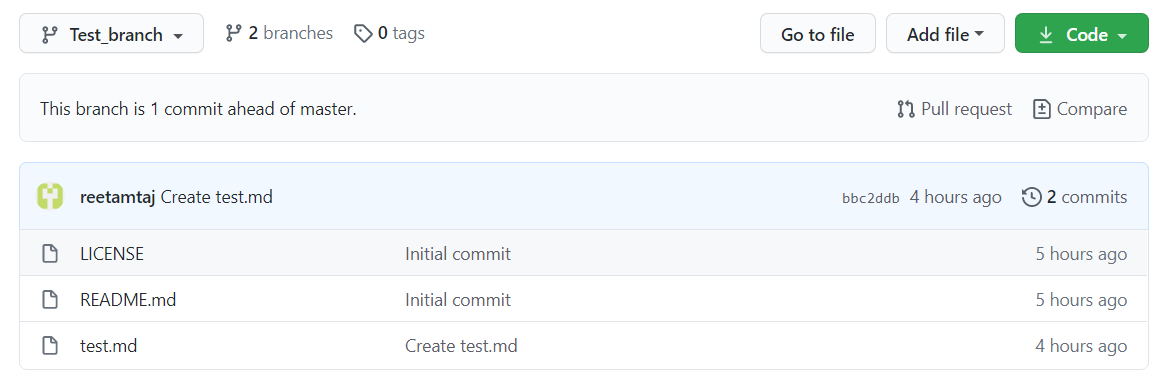 Test_branch 2 branches 0 tags Go to file Add file Code
This branch is 1 commit ahead of master. Pull request Compare
reetamtaj Create test.md bbc2ddb 4 hours ago 2 commits
LICENSE Initial commit 5 hours ago
README.md Initial commit 5 hours ago
test.md Create test.md 4 hours ago